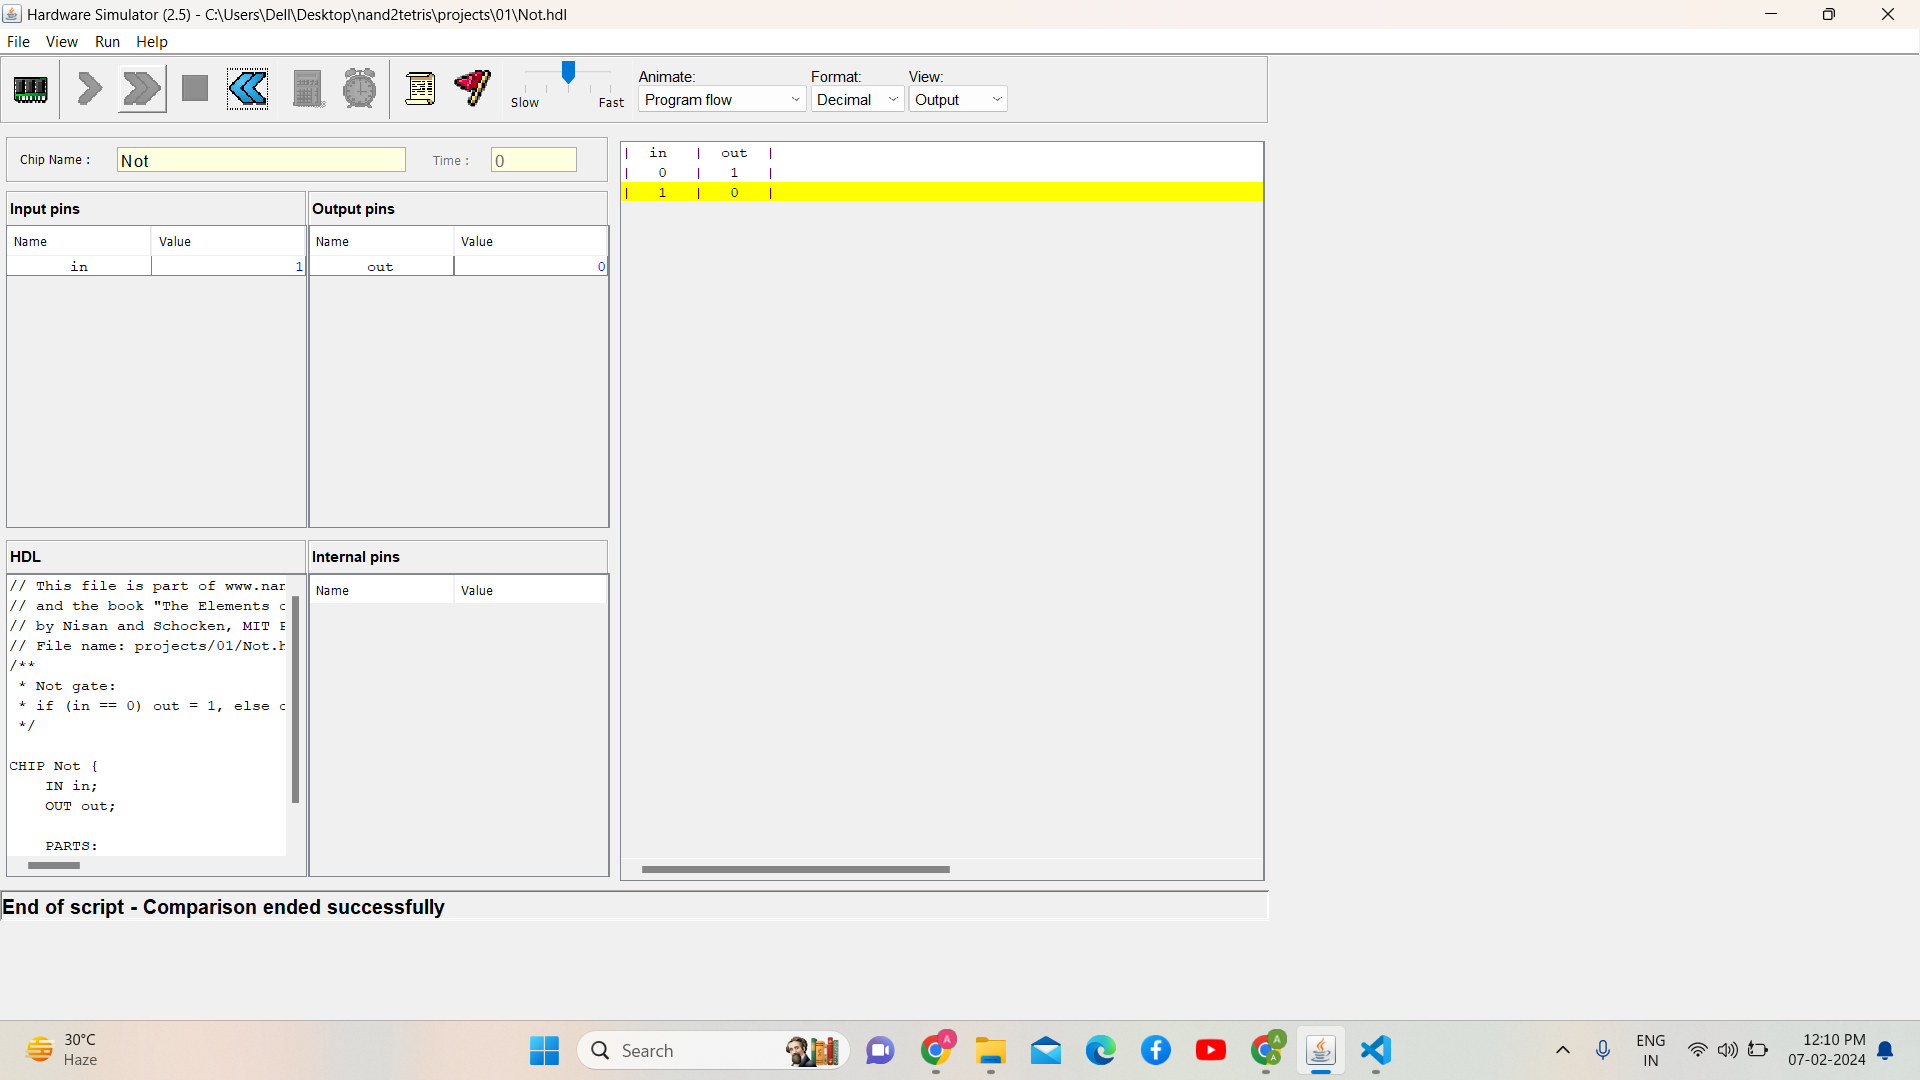 Hardware Simulator (2.5) - C:\Users\Dell\Desktop\nand2tetris\projects\01\Not.hdl
File View Run Help
Slow Fast
Animate: Format: View:
Program flow Decimal Output
Chip Name : Not Time : 0
Input pins
Name Value
in 1
Output pins
Name Value
out 0
| in | out |
| 0 | 1 |
| 1 | 0 |
HDL
// This file is part of www.nan
// and the book "The Elements
// by Nisan and Schocken, MIT
// File name: projects/01/Not.h
/**
* Not gate:
* if (in == 0) out = 1, else
*/
CHIP Not {
IN in;
OUT out;
PARTS:
Internal pins
Name Value
End of script - Comparison ended successfully
30°C
Haze
Search
A
A
A
ENG
IN
12:10 PM
07-02-2024